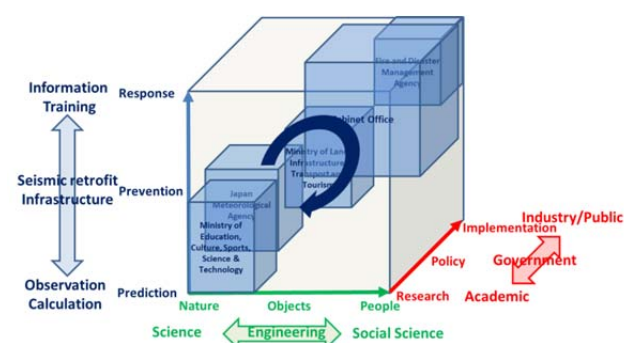 Information
Training
Response
Fire and Disaster
Management
Agency
Cabinet Office
Seismic retrofit
Infrastructure
Prevention
Ministry of Land,
Infrastructure,
Transport and
Tourism
Japan
Meteorological
Agency
Ministry of
Education,
Culture, Sports,
Science &
Technology
Observation
Calculation
Prediction
Nature
Objects
People
Research
Policy
Implementation
Industry/Public
Government
Academic
Science
Engineering
Social Science